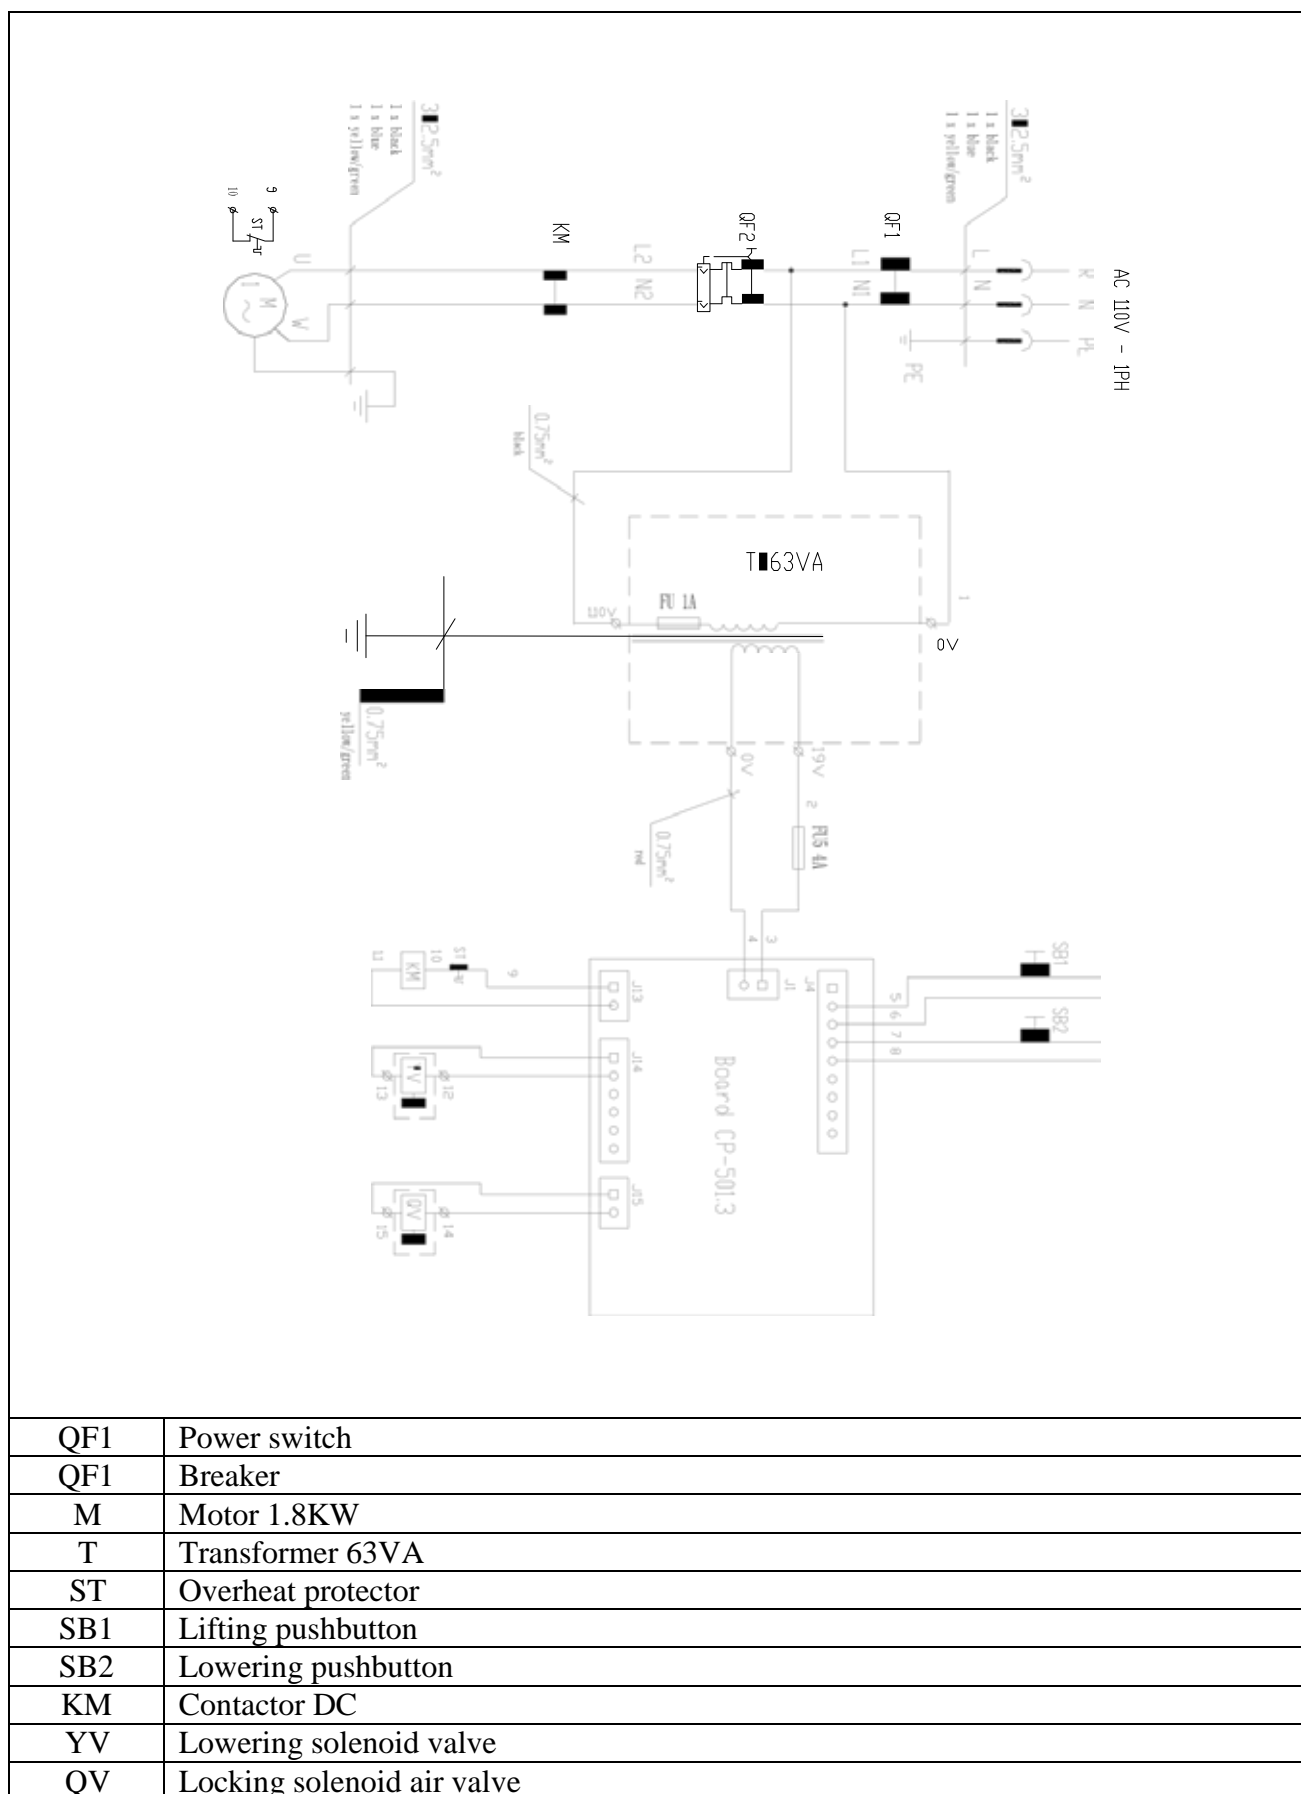 3 2.5mm²
1 x black
1 x blue
1 x yellow/green
3 2.5mm²
1 x black
1 x blue
1 x yellow/green
10
9
ST
KM
QF2
QF1
L2
N2
L1
N1
L
N
N
AC 110V - 1PH
U
M
1
W
PE
0.75mm²
black
T 63VA
FU 1A
110V
1
0V
0.75mm²
yellow/green
0V
19V
2
0.75mm²
red
FU5 4A
4
3
11
KM
10
ST
9
J13
J1
J4
5
6
7
8
SB1
SB2
13
12
J14
Board CP-501.3
15
QV
14
J15
QF1 Power switch
QF1 Breaker
M Motor 1.8KW
T Transformer 63VA
ST Overheat protector
SB1 Lifting pushbutton
SB2 Lowering pushbutton
KM Contactor DC
YV Lowering solenoid valve
QV Locking solenoid air valve